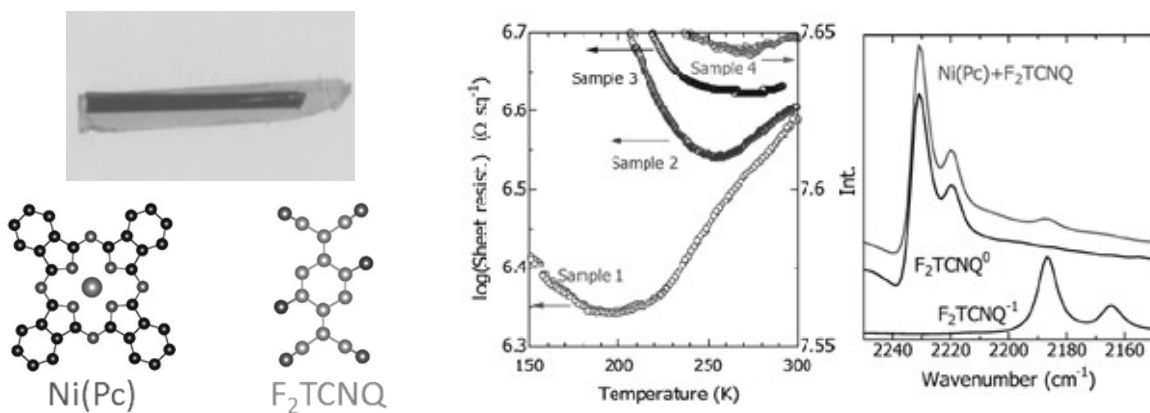 Ni(Pc)
F₂TCNQ
log(Sheet resist.) (Ω sq⁻¹)
6.7
6.6
6.5
6.4
6.3
7.65
7.6
7.55
150
200
250
300
Temperature (K)
Sample 4
Sample 3
Sample 2
Sample 1
Int.
Ni(Pc)+F₂TCNQ
F₂TCNQ⁰
F₂TCNQ⁻¹
2240
2220
2200
2180
2160
Wavenumber (cm⁻¹)